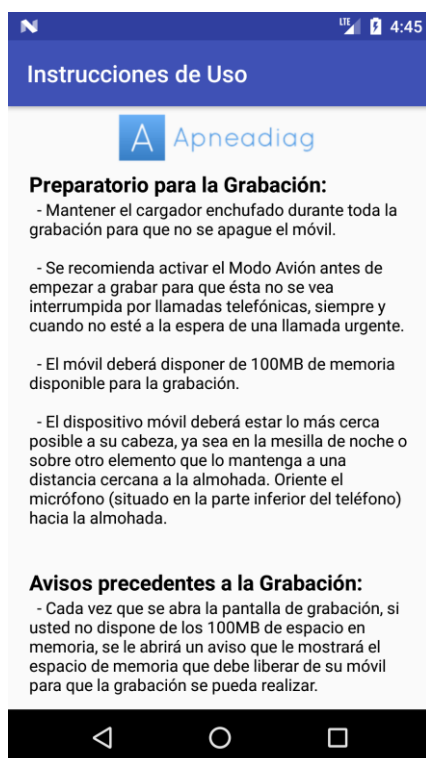 N LTE 4:45
Instrucciones de Uso
A Apneadiag
Preparatorio para la Grabación:
- Mantener el cargador enchufado durante toda la
grabación para que no se apague el móvil.
- Se recomienda activar el Modo Avión antes de
empezar a grabar para que ésta no se vea
interrumpida por llamadas telefónicas, siempre y
cuando no esté a la espera de una llamada urgente.
- El móvil deberá disponer de 100MB de memoria
disponible para la grabación.
- El dispositivo móvil deberá estar lo más cerca
posible a su cabeza, ya sea en la mesilla de noche o
sobre otro elemento que lo mantenga a una
distancia cercana a la almohada. Oriente el
micrófono (situado en la parte inferior del teléfono)
hacia la almohada.
Avisos precedentes a la Grabación:
- Cada vez que se abra la pantalla de grabación, si
usted no dispone de los 100MB de espacio en
memoria, se le abrirá un aviso que le mostrará el
espacio de memoria que debe liberar de su móvil
para que la grabación se pueda realizar.